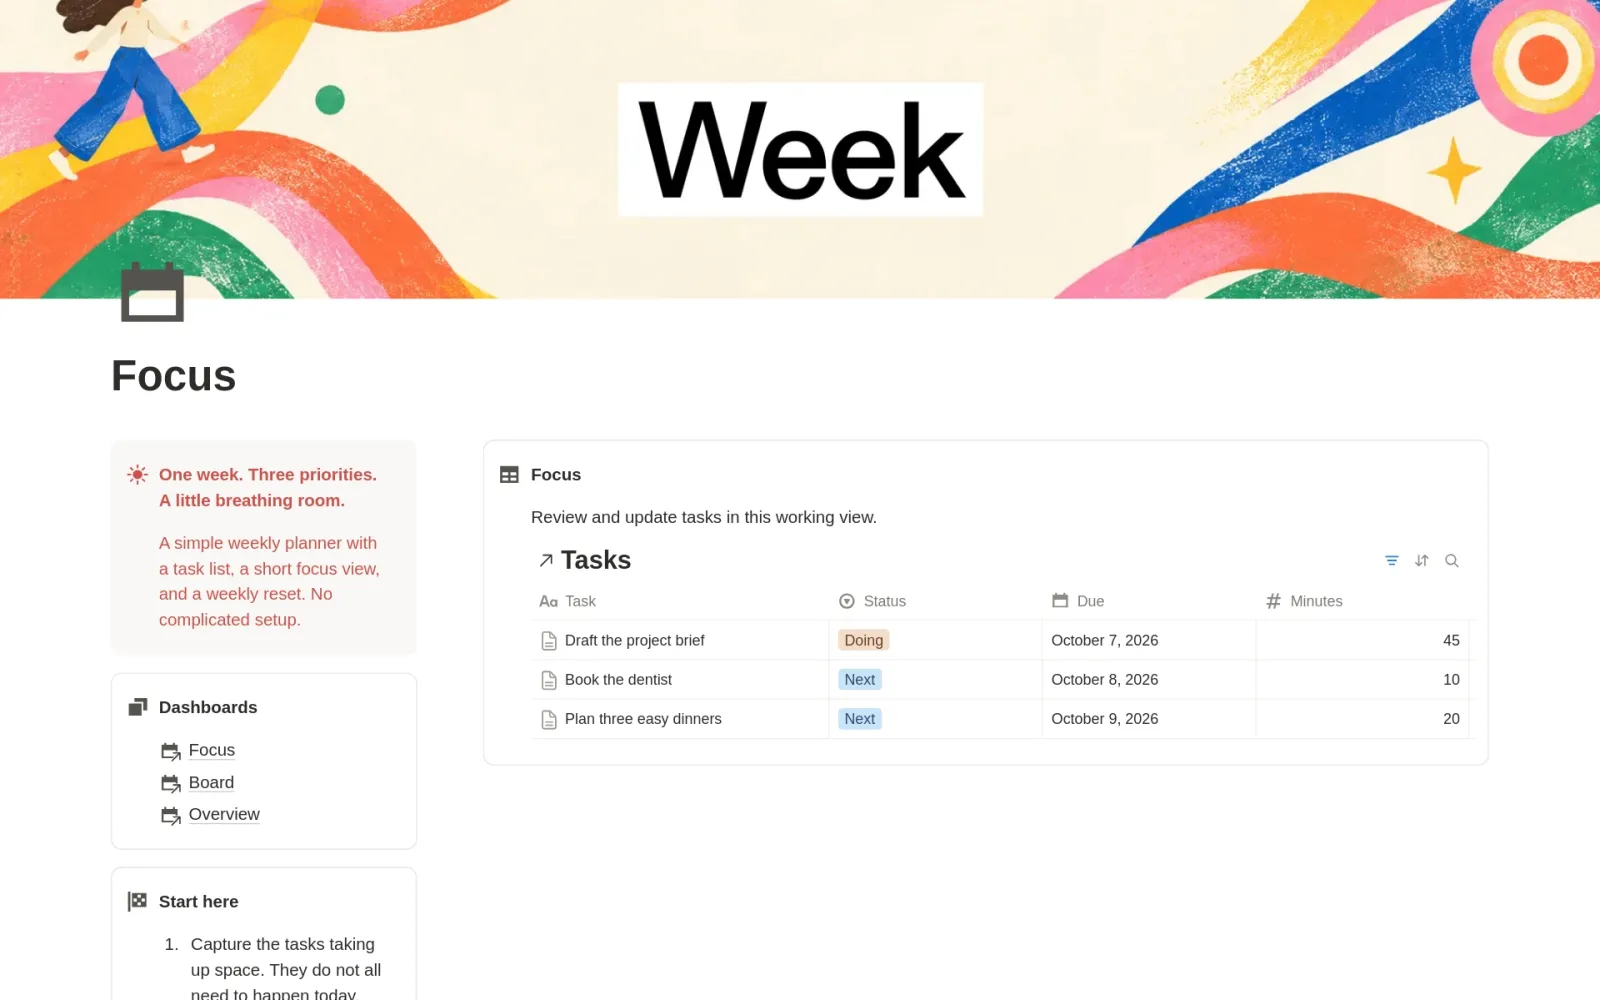 Week
Focus
One week. Three priorities.
A little breathing room.
A simple weekly planner with
a task list, a short focus view,
and a weekly reset. No
complicated setup.
Dashboards
Focus
Board
Overview
Start here
1. Capture the tasks taking
up space. They do not all
need to happen today.
Focus
Review and update tasks in this working view.
Tasks
Aa Task Status Due # Minutes
Draft the project brief Doing October 7, 2026 45
Book the dentist Next October 8, 2026 10
Plan three easy dinners Next October 9, 2026 20